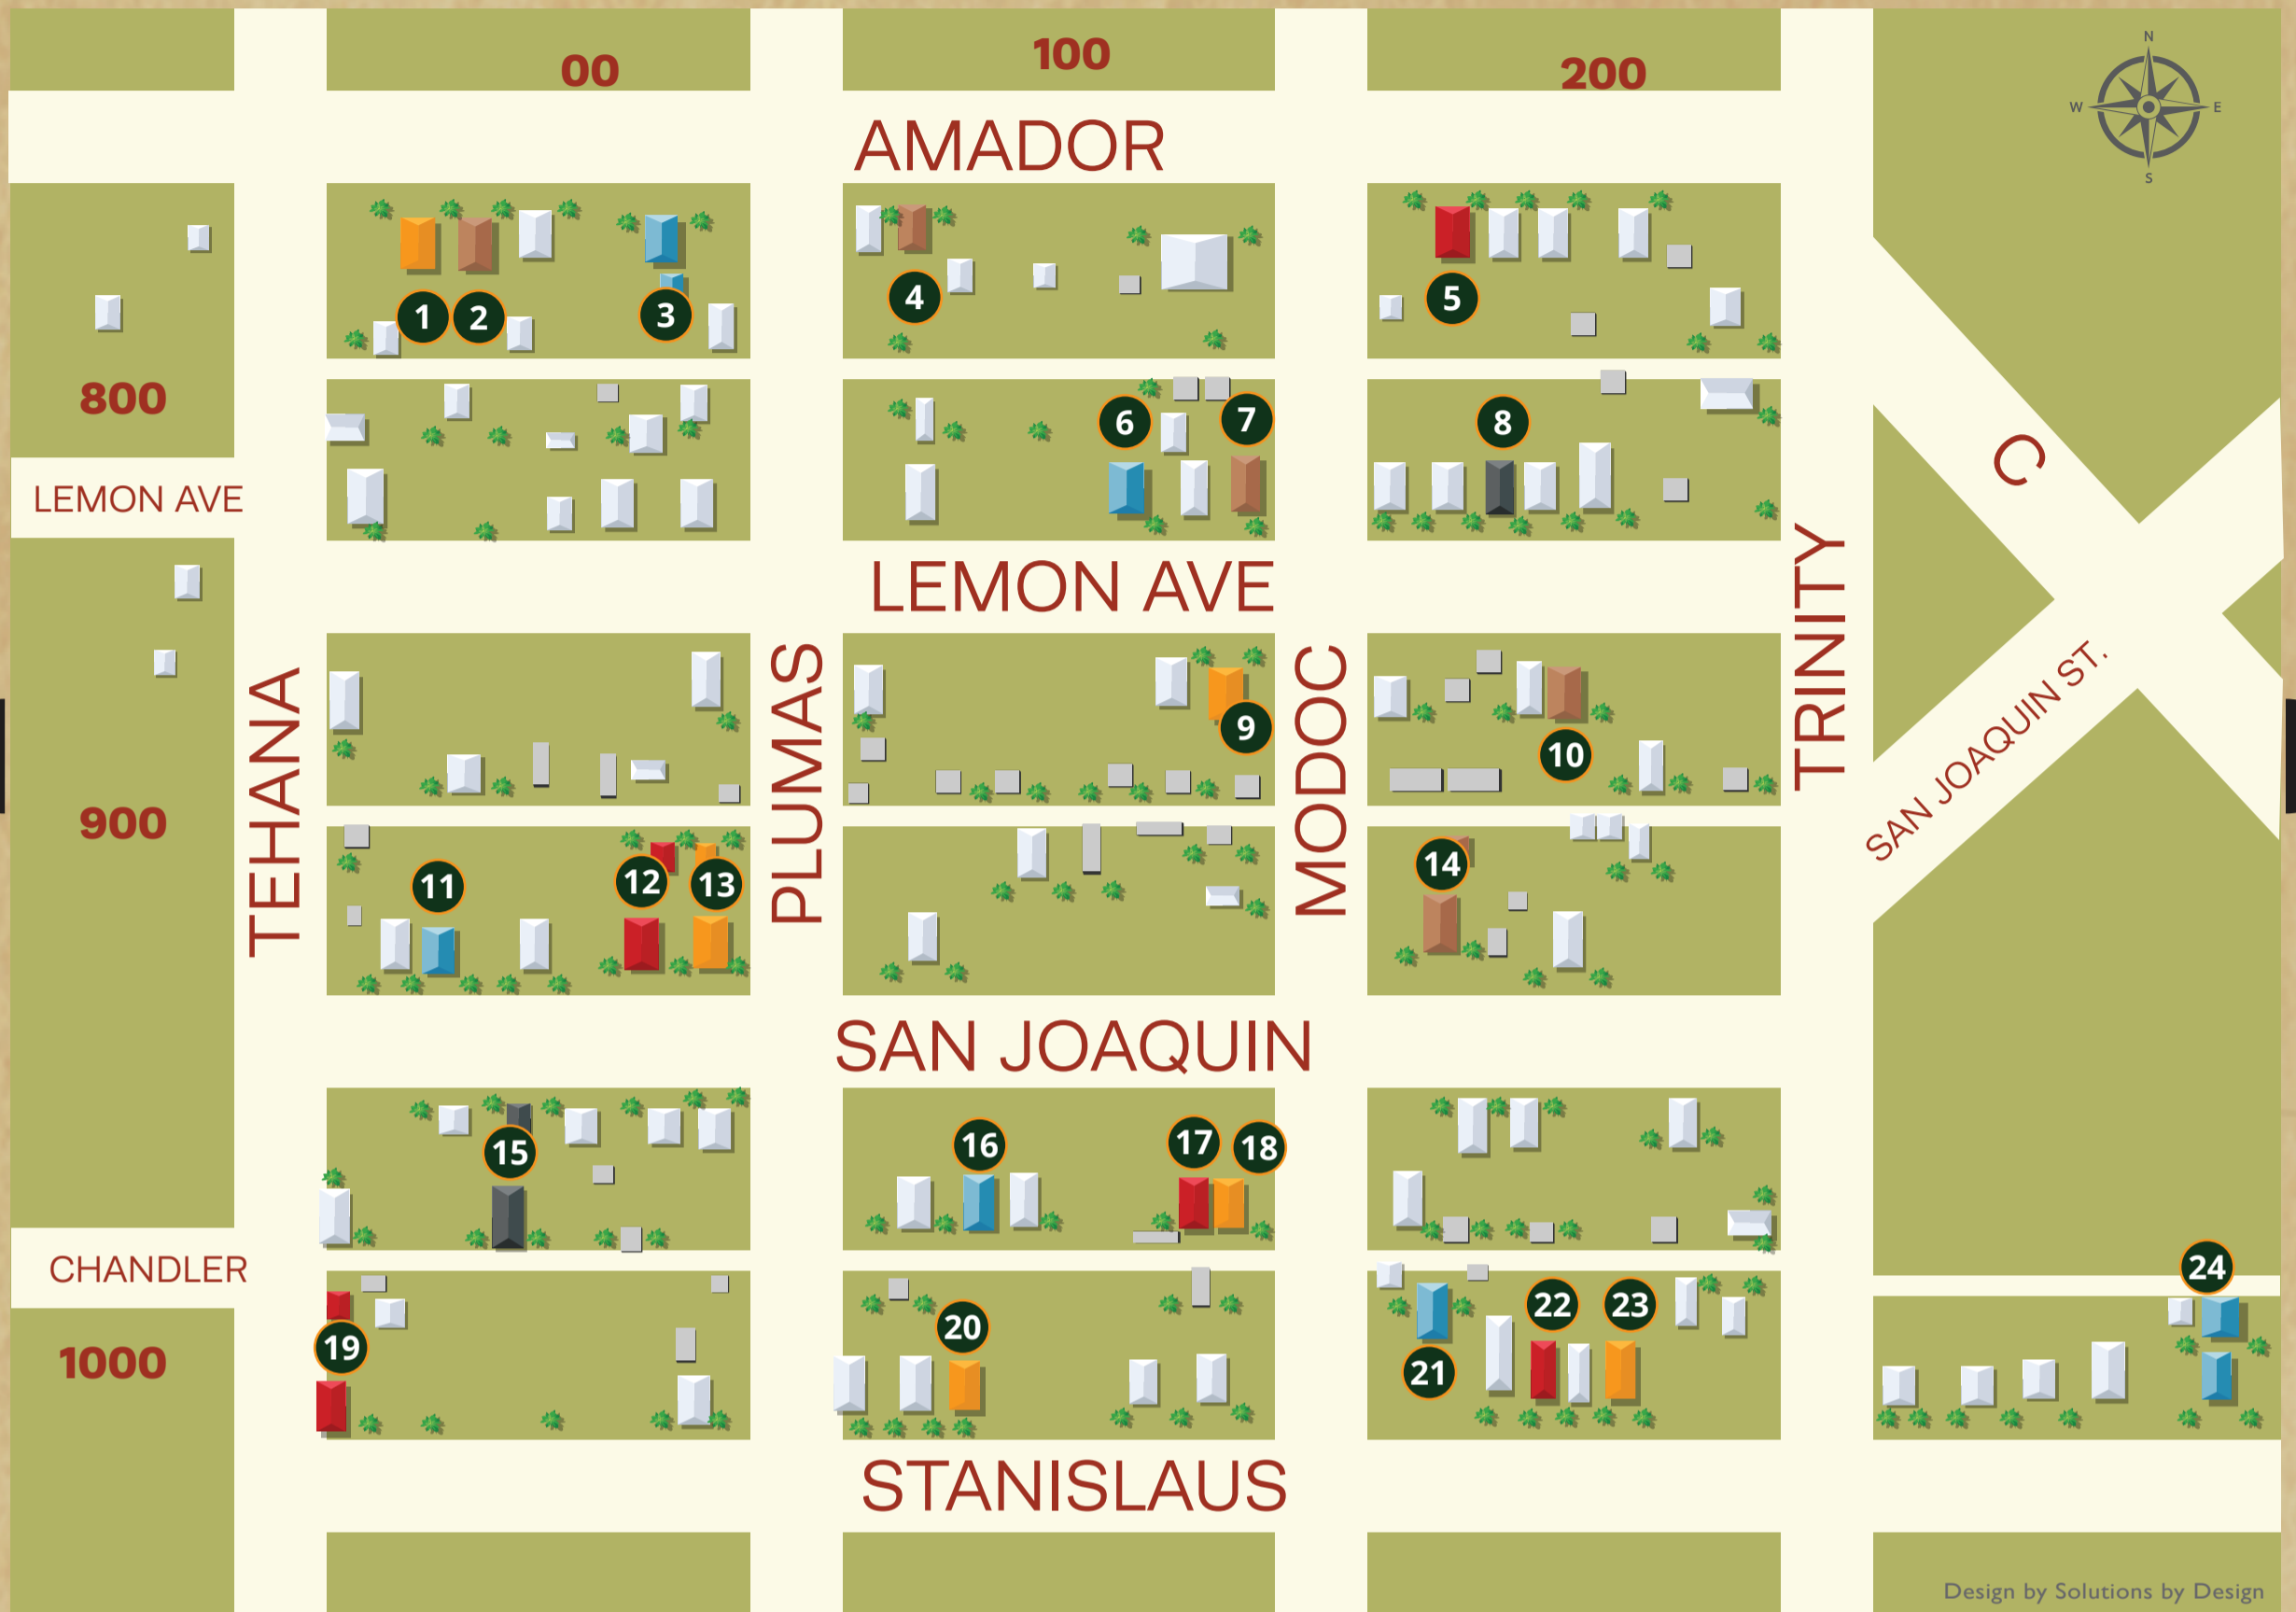 00
100
200
N
W
E
S
AMADOR
1
2
3
4
5
800
6
7
8
C
LEMON AVE
LEMON AVE
TEHANA
PLUMAS
MODOC
TRINITY
SAN JOAQUIN ST.
9
10
900
11
12
13
14
SAN JOAQUIN
15
16
17
18
CHANDLER
24
19
20
21
22
23
1000
STANISLAUS
Design by Solutions by Design